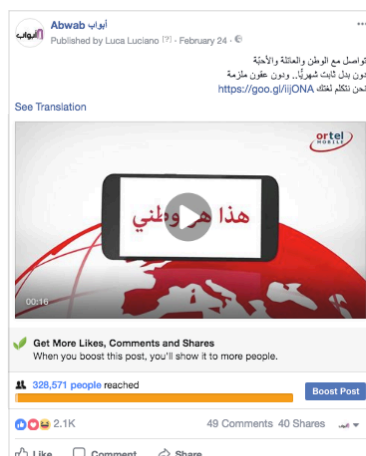 Abwab أبواب
Published by Luca Luciano [?] · February 24 ·
تواصل مع الوطن والعائلة والأحبّة
دون بدل ثابت شهريًّا.. ودون عقون ملزمة
نحن نتكلم لغتك https://goo.gl/iijONA
See Translation
ortel
MOBILE
هذا هو وطني
00:16
Get More Likes, Comments and Shares
When you boost this post, you'll show it to more people.
328,571 people reached
Boost Post
2.1K
49 Comments 40 Shares
Like Comment Share